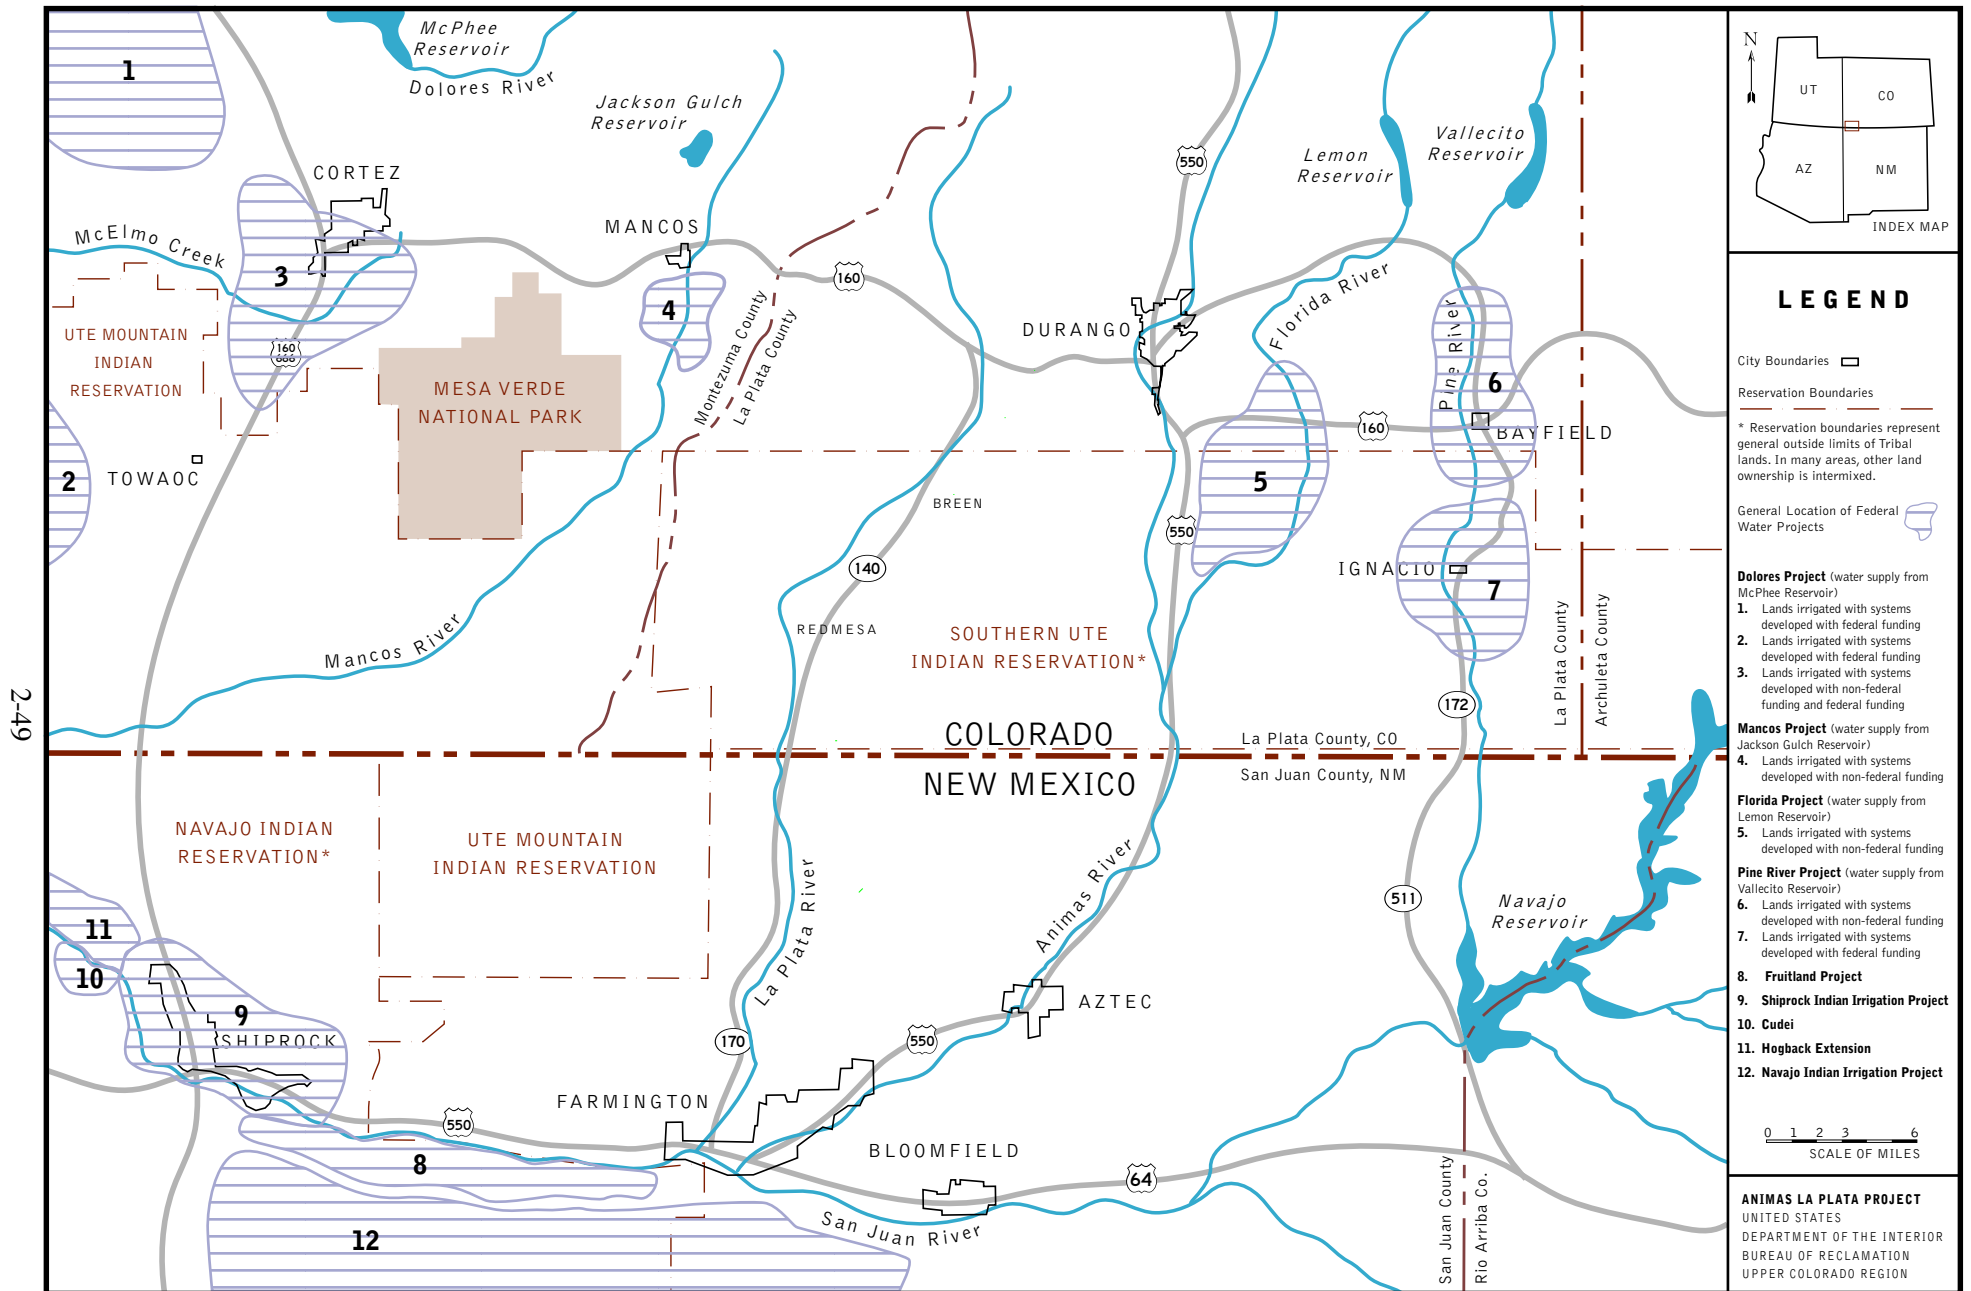 McPhee
Reservoir
Dolores River
1
Jackson Gulch
Reservoir
550
Lemon
Reservoir
Vallecito
Reservoir
CORTEZ
MANCOS
McElmo Creek
3
4
160
Montezuma County
La Plata County
DURANGO
Florida River
Pine River
UTE MOUNTAIN
INDIAN
RESERVATION
160
666
MESA VERDE
NATIONAL PARK
6
160
BAYFIELD
2
TOWAOC
5
BREEN
550
140
IGNACIO
7
REDMESA
SOUTHERN UTE
INDIAN RESERVATION*
Mancos River
La Plata County
Archuleta County
172
2-49
COLORADO
La Plata County, CO
NEW MEXICO
San Juan County, NM
NAVAJO INDIAN
RESERVATION*
UTE MOUNTAIN
INDIAN RESERVATION
La Plata River
Animas River
511
Navajo
Reservoir
11
10
9
SHIPROCK
AZTEC
170
550
FARMINGTON
550
BLOOMFIELD
8
64
12
San Juan River
San Juan County
Rio Arriba Co.
N
UT
CO
AZ
NM
INDEX MAP
LEGEND
City Boundaries
Reservation Boundaries
* Reservation boundaries represent
general outside limits of Tribal
lands. In many areas, other land
ownership is intermixed.
General Location of Federal
Water Projects
Dolores Project (water supply from
McPhee Reservoir)
1. Lands irrigated with systems
developed with federal funding
2. Lands irrigated with systems
developed with federal funding
3. Lands irrigated with systems
developed with non-federal
funding and federal funding
Mancos Project (water supply from
Jackson Gulch Reservoir)
4. Lands irrigated with systems
developed with non-federal funding
Florida Project (water supply from
Lemon Reservoir)
5. Lands irrigated with systems
developed with non-federal funding
Pine River Project (water supply from
Vallecito Reservoir)
6. Lands irrigated with systems
developed with non-federal funding
7. Lands irrigated with systems
developed with federal funding
8. Fruitland Project
9. Shiprock Indian Irrigation Project
10. Cudei
11. Hogback Extension
12. Navajo Indian Irrigation Project
0 1 2 3 6
SCALE OF MILES
ANIMAS LA PLATA PROJECT
UNITED STATES
DEPARTMENT OF THE INTERIOR
BUREAU OF RECLAMATION
UPPER COLORADO REGION